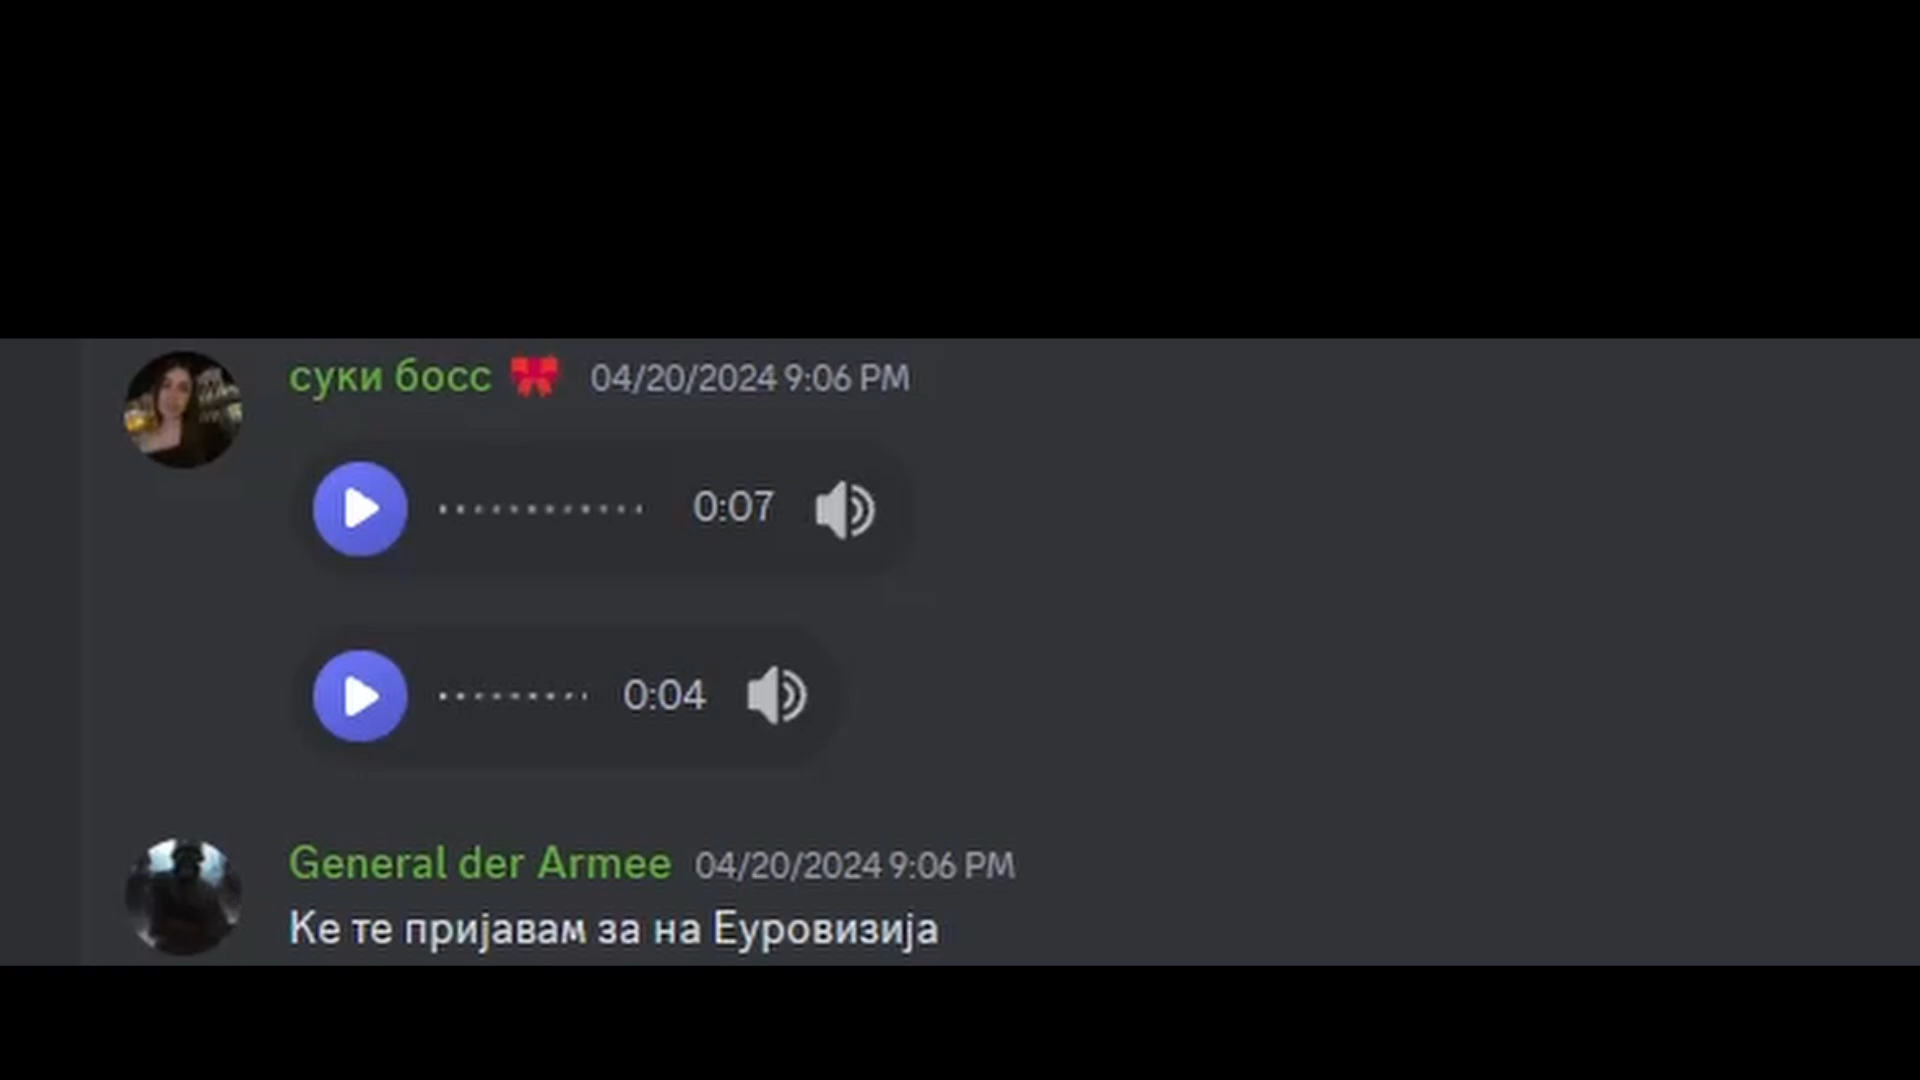 суки босс 04/20/2024 9:06 PM
0:07
0:04
General der Armee 04/20/2024 9:06 PM
Ке те пријавам за на Еуровизија